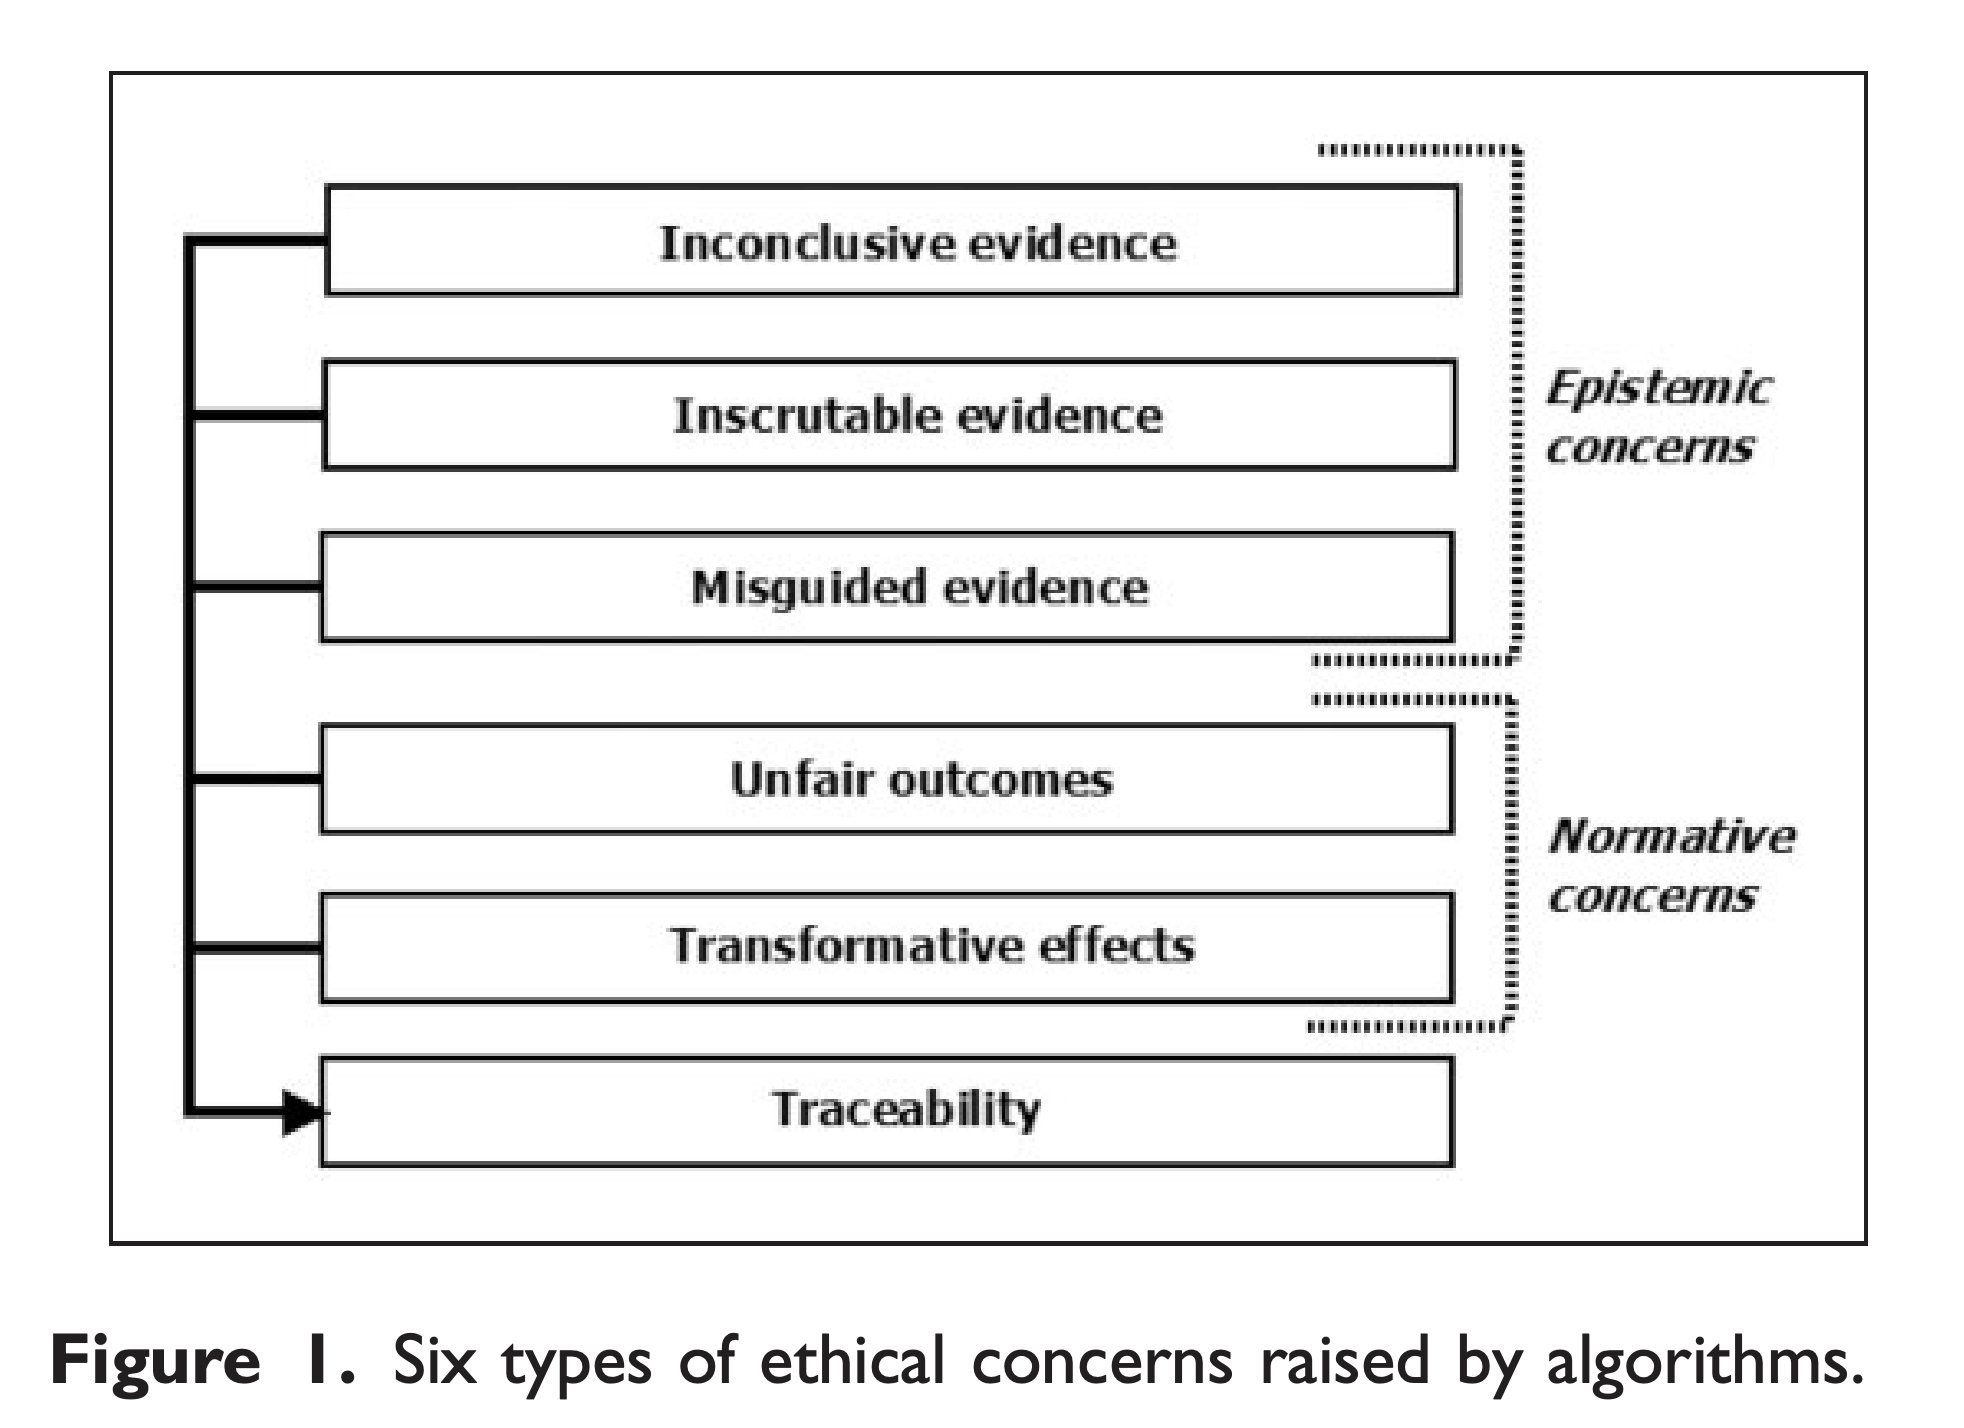 Inconclusive evidence
Inscrutable evidence
Epistemic
concerns
Misguided evidence
Unfair outcomes
Normative
concerns
Transformative effects
Traceability
Figure 1. Six types of ethical concerns raised by algorithms.